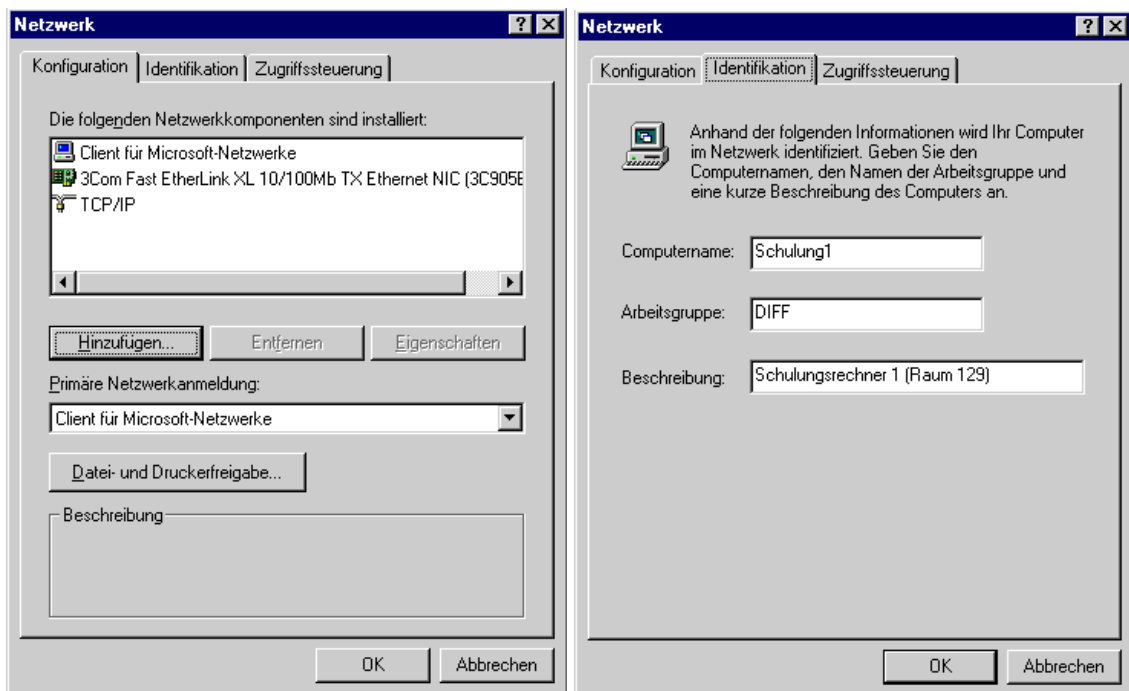 Netzwerk
Konfiguration Identifikation Zugriffssteuerung
Die folgenden Netzwerkkomponenten sind installiert:
Client für Microsoft-Netzwerke
3Com Fast EtherLink XL 10/100Mb TX Ethernet NIC (3C905B
TCP/IP
Hinzufügen... Entfernen Eigenschaften
Primäre Netzwerkanmeldung:
Client für Microsoft-Netzwerke
Datei- und Druckerfreigabe...
Beschreibung
OK Abbrechen
Netzwerk
Konfiguration Identifikation Zugriffssteuerung
Anhand der folgenden Informationen wird Ihr Computer
im Netzwerk identifiziert. Geben Sie den
Computernamen, den Namen der Arbeitsgruppe und
eine kurze Beschreibung des Computers an.
Computername: Schulung1
Arbeitsgruppe: DIFF
Beschreibung: Schulungsrechner 1 (Raum 129)
OK Abbrechen